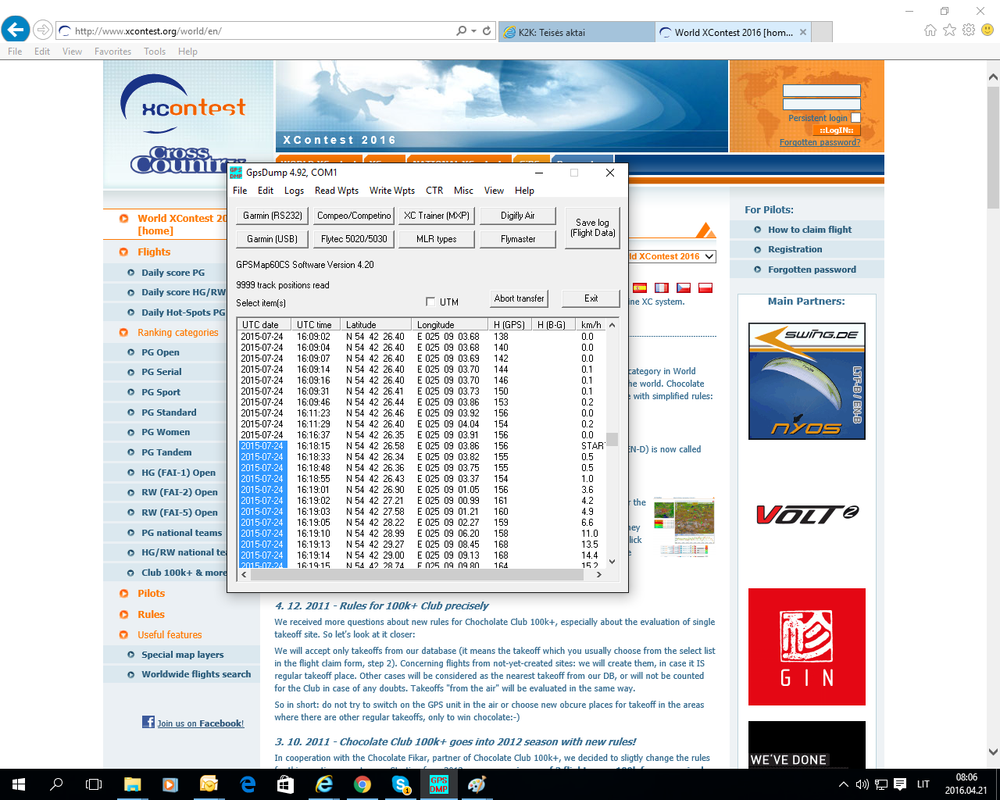 http://www.xcontest.org/world/en/
K2K: Teisės aktai
World XContest 2016 [hom...
File Edit View Favorites Tools Help
xcontest
Cross Country
XContest 2016
Persistent login
::LogIN::
Forgotten password?
GpsDump 4.92, COM1
File Edit Logs Read Wpts Write Wpts CTR Misc View Help
Garmin (RS232) Compeo/Competino XC Trainer (MXP) Digifly Air
Save log (Flight Data)
Garmin (USB) Flytec 5020/5030 MLR types Flymaster
GPSMap60CS Software Version 4.20
9999 track positions read
Select item(s)
UTM
Abort transfer
Exit
UTC date UTC time Latitude Longitude H (GPS) H (B-G) km/h
2015-07-24 16:09:02 N 54 42 26.40 E 025 09 03.68 138 0.0
2015-07-24 16:09:04 N 54 42 26.40 E 025 09 03.68 140 0.0
2015-07-24 16:09:07 N 54 42 26.40 E 025 09 03.69 142 0.0
2015-07-24 16:09:14 N 54 42 26.40 E 025 09 03.70 144 0.1
2015-07-24 16:09:16 N 54 42 26.40 E 025 09 03.70 146 0.1
2015-07-24 16:09:31 N 54 42 26.41 E 025 09 03.73 150 0.1
2015-07-24 16:09:46 N 54 42 26.44 E 025 09 03.86 153 0.2
2015-07-24 16:11:23 N 54 42 26.46 E 025 09 03.92 156 0.0
2015-07-24 16:11:29 N 54 42 26.40 E 025 09 04.04 154 0.2
2015-07-24 16:16:37 N 54 42 26.35 E 025 09 03.91 156 0.0
2015-07-24 16:18:15 N 54 42 26.58 E 025 09 03.86 156 STAR
2015-07-24 16:18:33 N 54 42 26.34 E 025 09 03.82 155 0.5
2015-07-24 16:18:48 N 54 42 26.36 E 025 09 03.75 155 0.5
2015-07-24 16:18:55 N 54 42 26.43 E 025 09 03.37 154 1.0
2015-07-24 16:19:01 N 54 42 26.90 E 025 09 01.05 156 3.6
2015-07-24 16:19:02 N 54 42 27.21 E 025 09 00.99 161 4.2
2015-07-24 16:19:03 N 54 42 27.58 E 025 09 01.21 160 4.9
2015-07-24 16:19:05 N 54 42 28.22 E 025 09 02.27 159 6.6
2015-07-24 16:19:10 N 54 42 28.99 E 025 09 06.20 158 11.0
2015-07-24 16:19:13 N 54 42 29.27 E 025 09 08.45 168 13.5
2015-07-24 16:19:14 N 54 42 29.00 E 025 09 09.13 168 14.4
2015-07-24 16:19:15 N 54 42 28.74 E 025 09 09.80 164 15.2
World XContest 20
[home]
Flights
Daily score PG
Daily score HG/RW
Daily Hot-Spots PG
Ranking categories
PG Open
PG Serial
PG Sport
PG Standard
PG Women
PG Tandem
HG (FAI-1) Open
RW (FAI-2) Open
RW (FAI-5) Open
PG national teams
HG/RW national tea
Club 100k+ & more
Pilots
Rules
Useful features
Special map layers
Worldwide flights search
Join us on Facebook!
ld XContest 2016
ine XC system.
category in World
he world. Chocolate
e with simplified rules:
EN-D) is now called
r the
hey
lick
e
4. 12. 2011 - Rules for 100k+ Club precisely
We received more questions about new rules for Chocholate Club 100k+, especially about the evaluation of single
takeoff site. So let's look at it closer:
We will accept only takeoffs from our database (it means the takeoff which you usually choose from the select list
in the flight claim form, step 2). Concerning flights from not-yet-created sites: we will create them, in case it IS
regular takeoff place. Other cases will be considered as the nearest takeoff from our DB, or will not be counted
for the Club in case of any doubts. Takeoffs "from the air" will be evaluated in the same way.
So in short: do not try to switch on the GPS unit in the air or choose new obcure places for takeoff in the areas
where there are other regular takeoffs, only to win chocolate:-)
3. 10. 2011 - Chocolate Club 100k+ goes into 2012 season with new rules!
In cooperation with the Chocolate Fikar, partner of Chocolate Club 100k+, we decided to sligtly change the rules
For Pilots:
How to claim flight
Registration
Forgotten password
Main Partners:
SWING.DE
LTF-B / EN-B
NYOS
VOLT 2
GIN
WE'VE DONE
GPS DMP
LIT
08:06
2016.04.21